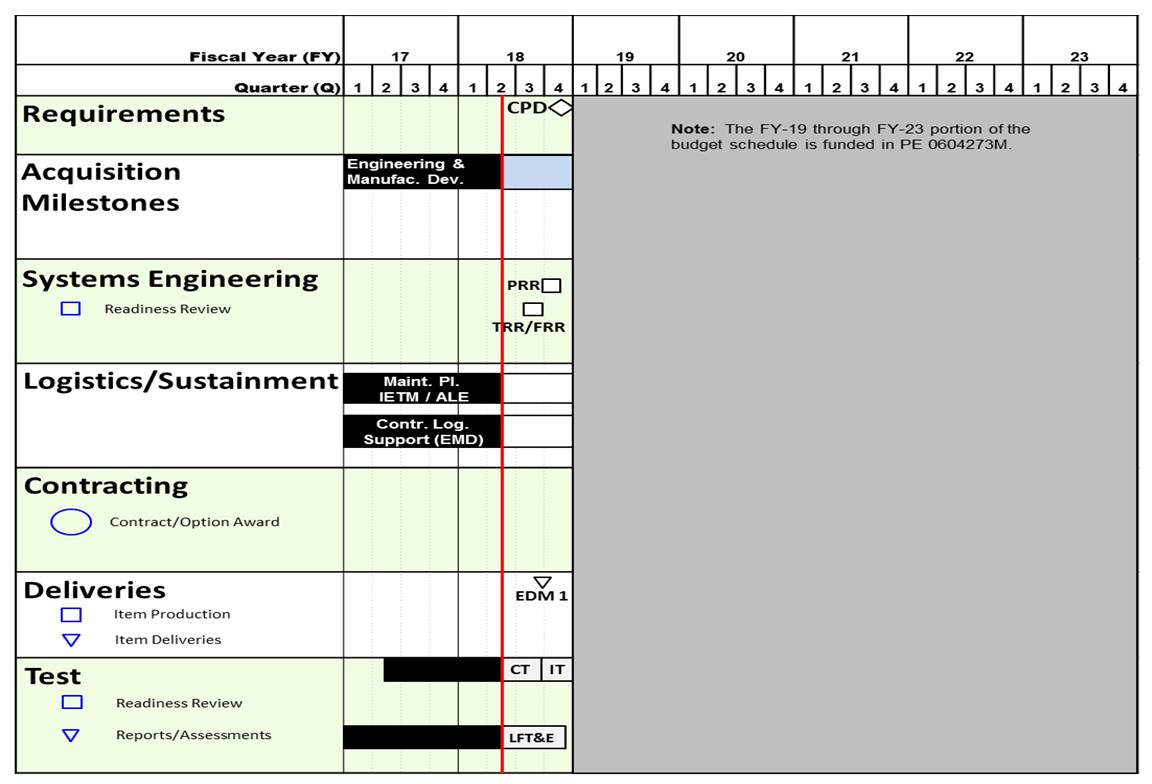 Fiscal Year (FY) 17 18 19 20 21 22 23
Quarter (Q) 1 2 3 4 1 2 3 4 1 2 3 4 1 2 3 4 1 2 3 4 1 2 3 4 1 2 3 4
Requirements
CPD
Note: The FY-19 through FY-23 portion of the
budget schedule is funded in PE 0604273M.
Acquisition
Milestones
Engineering &
Manufac. Dev.
Systems Engineering
Readiness Review
PRR
TRR/FRR
Logistics/Sustainment
Maint. Pl.
IETM / ALE
Contr. Log.
Support (EMD)
Contracting
Contract/Option Award
Deliveries
Item Production
Item Deliveries
EDM 1
Test
CT IT
Readiness Review
Reports/Assessments
LFT&E